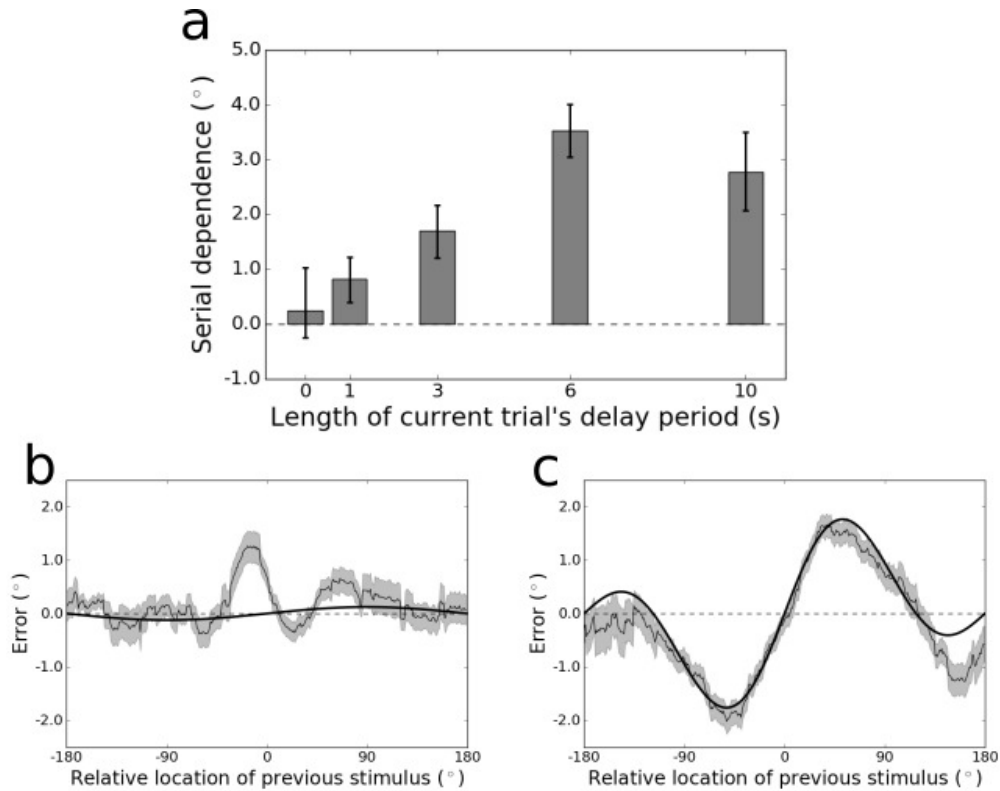 a
5.0
4.0
3.0
2.0
1.0
0.0
-1.0
Serial dependence (°)
0 1 3 6 10
Length of current trial's delay period (s)
b
2.0
1.0
0.0
-1.0
-2.0
Error (°)
-180 -90 0 90 180
Relative location of previous stimulus (°)
c
2.0
1.0
0.0
-1.0
-2.0
Error (°)
-180 -90 0 90 180
Relative location of previous stimulus (°)